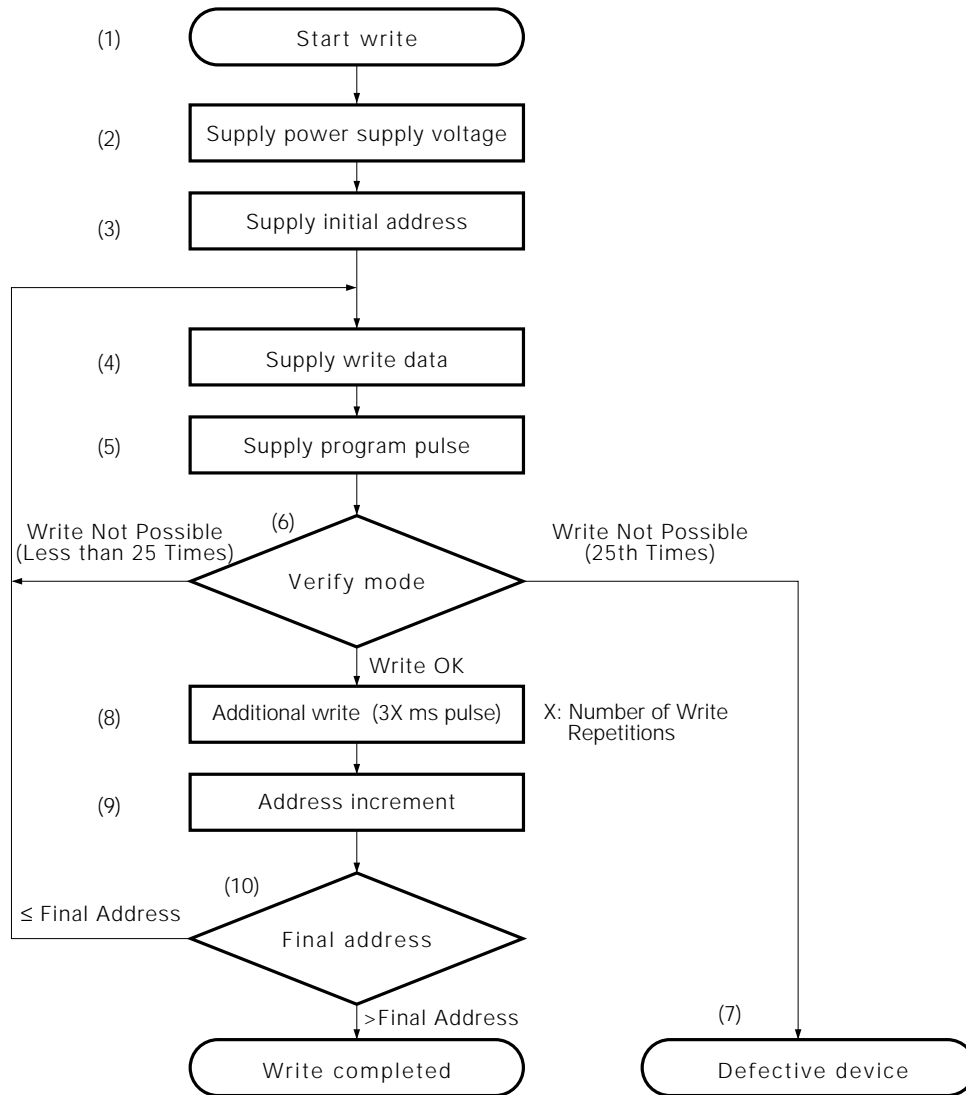 (1)
Start write
(2)
Supply power supply voltage
(3)
Supply initial address
(4)
Supply write data
(5)
Supply program pulse
(6)
Write Not Possible
(Less than 25 Times)
Verify mode
Write Not Possible
(25th Times)
Write OK
(8)
Additional write (3X ms pulse)
X: Number of Write
Repetitions
(9)
Address increment
(10)
≤ Final Address
Final address
>Final Address
Write completed
(7)
Defective device